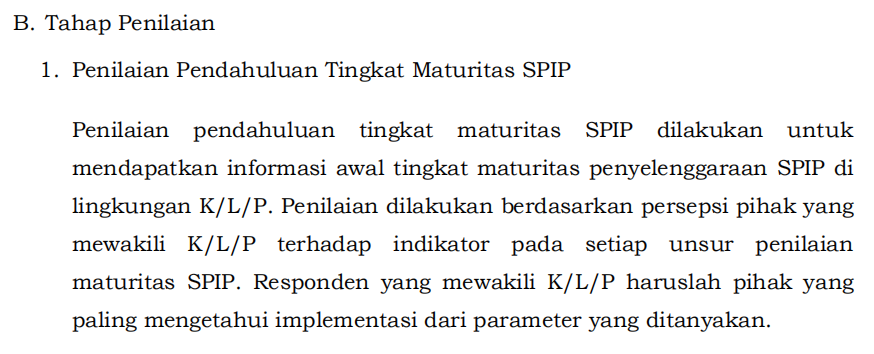 B. Tahap Penilaian
1. Penilaian Pendahuluan Tingkat Maturitas SPIP
Penilaian pendahuluan tingkat maturitas SPIP dilakukan untuk
mendapatkan informasi awal tingkat maturitas penyelenggaraan SPIP di
lingkungan K/L/P. Penilaian dilakukan berdasarkan persepsi pihak yang
mewakili K/L/P terhadap indikator pada setiap unsur penilaian
maturitas SPIP. Responden yang mewakili K/L/P haruslah pihak yang
paling mengetahui implementasi dari parameter yang ditanyakan.